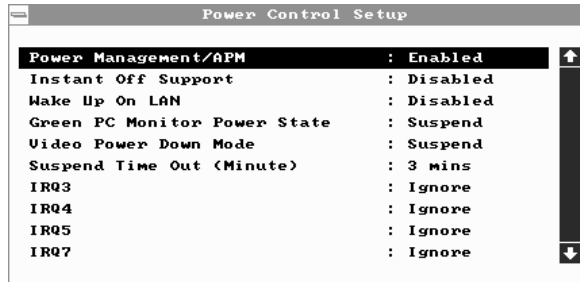 Power Control Setup
Power Management/APM : Enabled
Instant Off Support : Disabled
Wake Up On LAN : Disabled
Green PC Monitor Power State : Suspend
Video Power Down Mode : Suspend
Suspend Time Out (Minute) : 3 mins
IRQ3 : Ignore
IRQ4 : Ignore
IRQ5 : Ignore
IRQ7 : Ignore